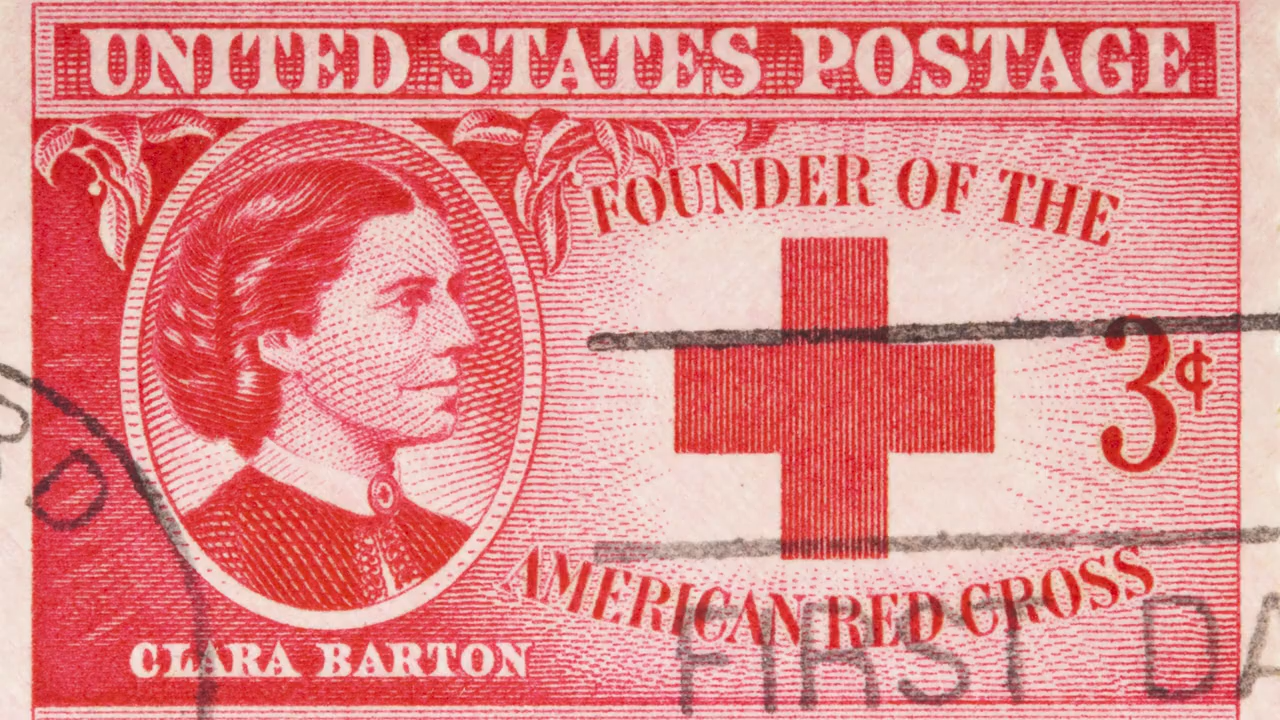 UNITED STATES POSTAGE
FOUNDER OF THE
3¢
AMERICAN RED CROSS
CLARA BARTON
FIRST DA
D